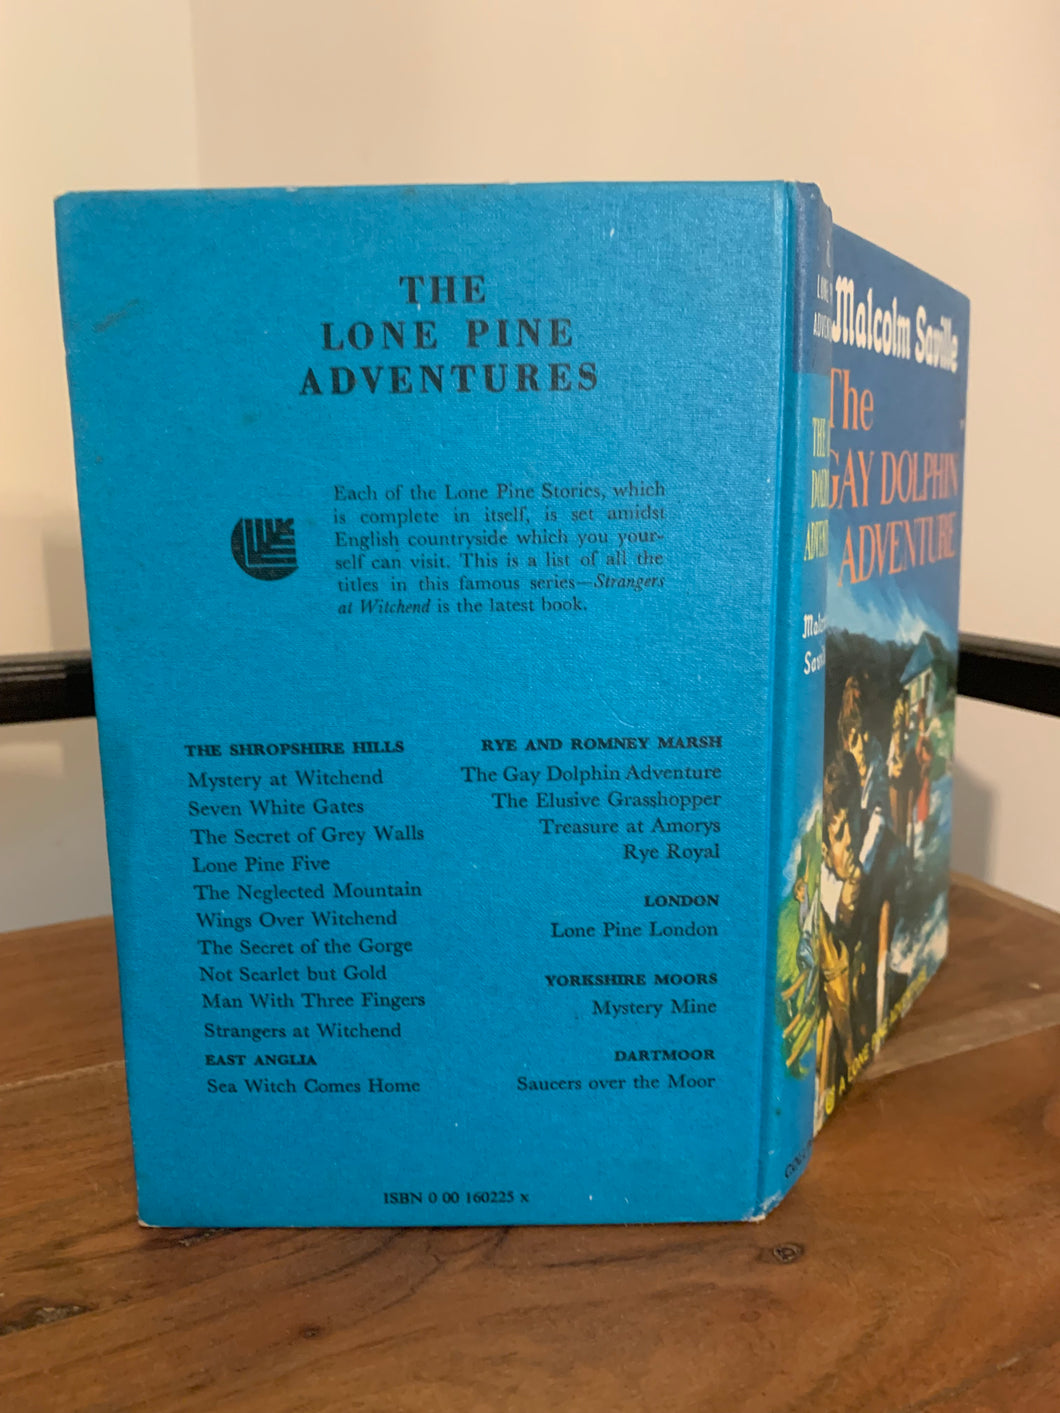 THE
LONE PINE
ADVENTURES
Each of the Lone Pine Stories, which
is complete in itself, is set amidst
English countryside which you your-
self can visit. This is a list of all the
titles in this famous series—Strangers
at Witchend is the latest book.
THE SHROPSHIRE HILLS
Mystery at Witchend
Seven White Gates
The Secret of Grey Walls
Lone Pine Five
The Neglected Mountain
Wings Over Witchend
The Secret of the Gorge
Not Scarlet but Gold
Man With Three Fingers
Strangers at Witchend
EAST ANGLIA
Sea Witch Comes Home
RYE AND ROMNEY MARSH
The Gay Dolphin Adventure
The Elusive Grasshopper
Treasure at Amorys
Rye Royal
LONDON
Lone Pine London
YORKSHIRE MOORS
Mystery Mine
DARTMOOR
Saucers over the Moor
ISBN 0 00 160225 x
THE
Malcolm Saville
The
GAY DOLPHIN
ADVENTURE
A LONE PINE